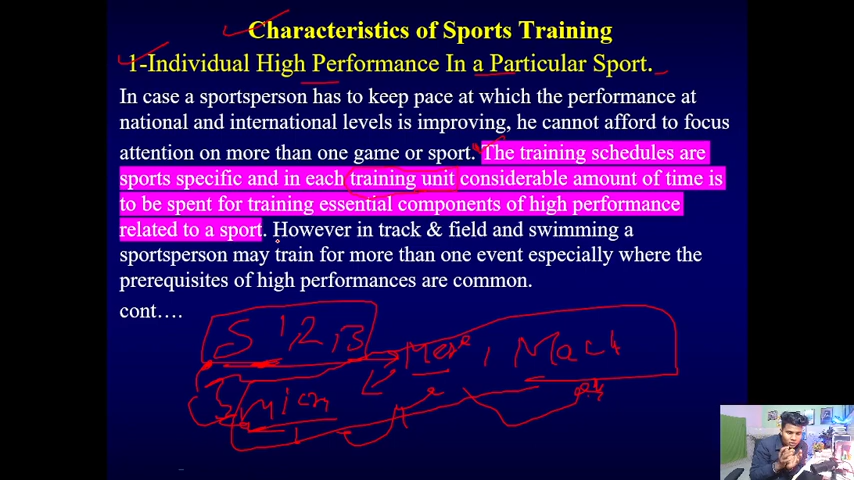 Characteristics of Sports Training
1-Individual High Performance In a Particular Sport.
In case a sportsperson has to keep pace at which the performance at
national and international levels is improving, he cannot afford to focus
attention on more than one game or sport. The training schedules are
sports specific and in each training unit considerable amount of time is
to be spent for training essential components of high performance
related to a sport. However in track & field and swimming a
sportsperson may train for more than one event especially where the
prerequisites of high performances are common.
cont….
S 1,2,3